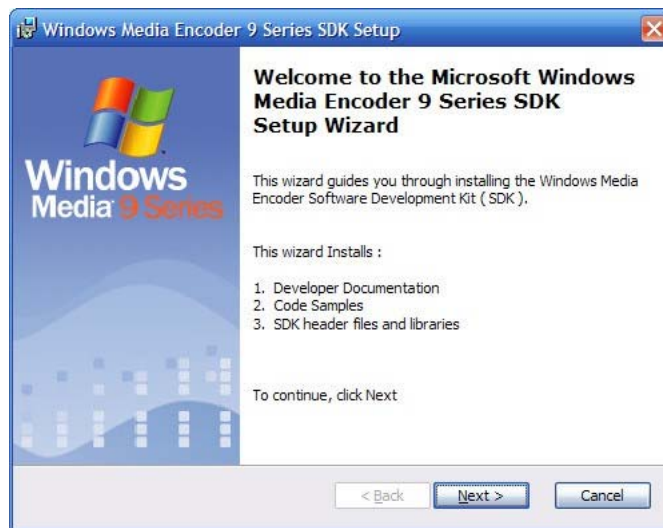 Windows Media Encoder 9 Series SDK Setup
Welcome to the Microsoft Windows
Media Encoder 9 Series SDK
Setup Wizard
Windows
Media 9 Series
This wizard guides you through installing the Windows Media
Encoder Software Development Kit ( SDK ).
This wizard Installs :
1. Developer Documentation
2. Code Samples
3. SDK header files and libraries
To continue, click Next
< Back
Next >
Cancel